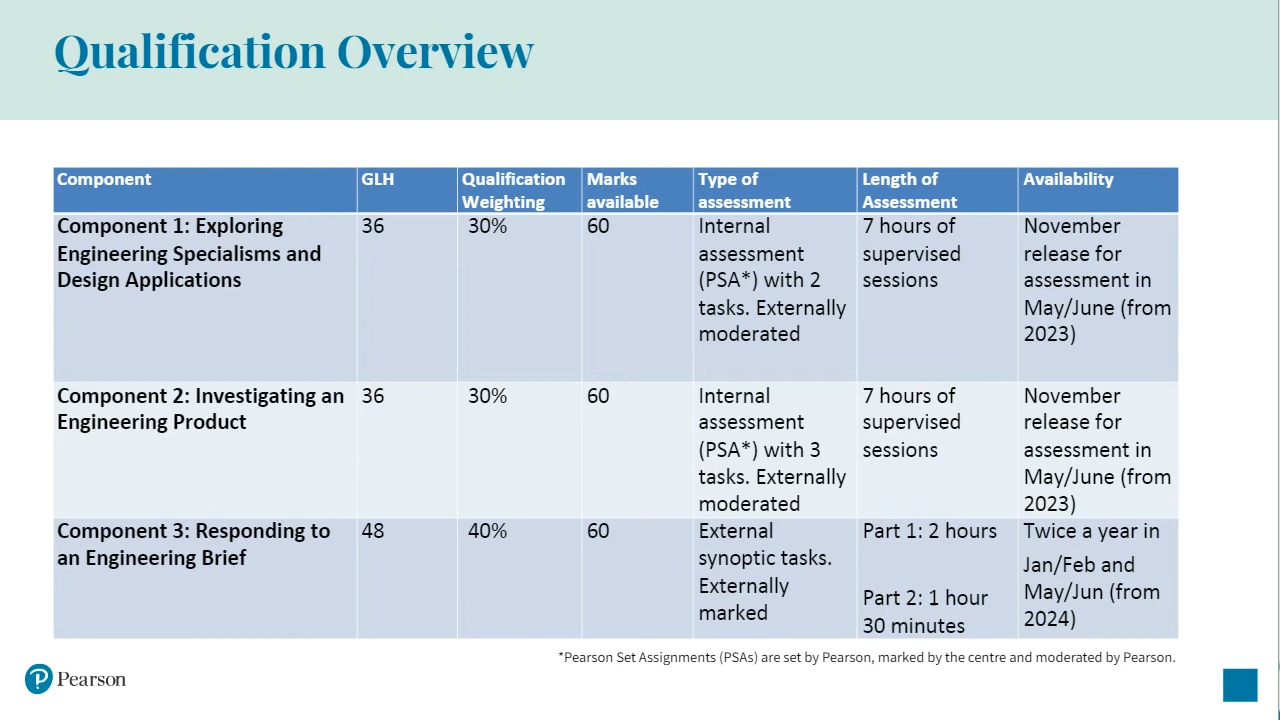 Qualification Overview
Component
GLH
Qualification
Weighting
Marks
available
Type of
assessment
Length of
Assessment
Availability
Component 1: Exploring
Engineering Specialisms and
Design Applications
36
30%
60
Internal
assessment
(PSA*) with 2
tasks. Externally
moderated
7 hours of
supervised
sessions
November
release for
assessment in
May/June (from
2023)
Component 2: Investigating an
Engineering Product
36
30%
60
Internal
assessment
(PSA*) with 3
tasks. Externally
moderated
7 hours of
supervised
sessions
November
release for
assessment in
May/June (from
2023)
Component 3: Responding to
an Engineering Brief
48
40%
60
External
synoptic tasks.
Externally
marked
Part 1: 2 hours
Part 2: 1 hour
30 minutes
Twice a year in
Jan/Feb and
May/Jun (from
2024)
*Pearson Set Assignments (PSAs) are set by Pearson, marked by the centre and moderated by Pearson.
Pearson